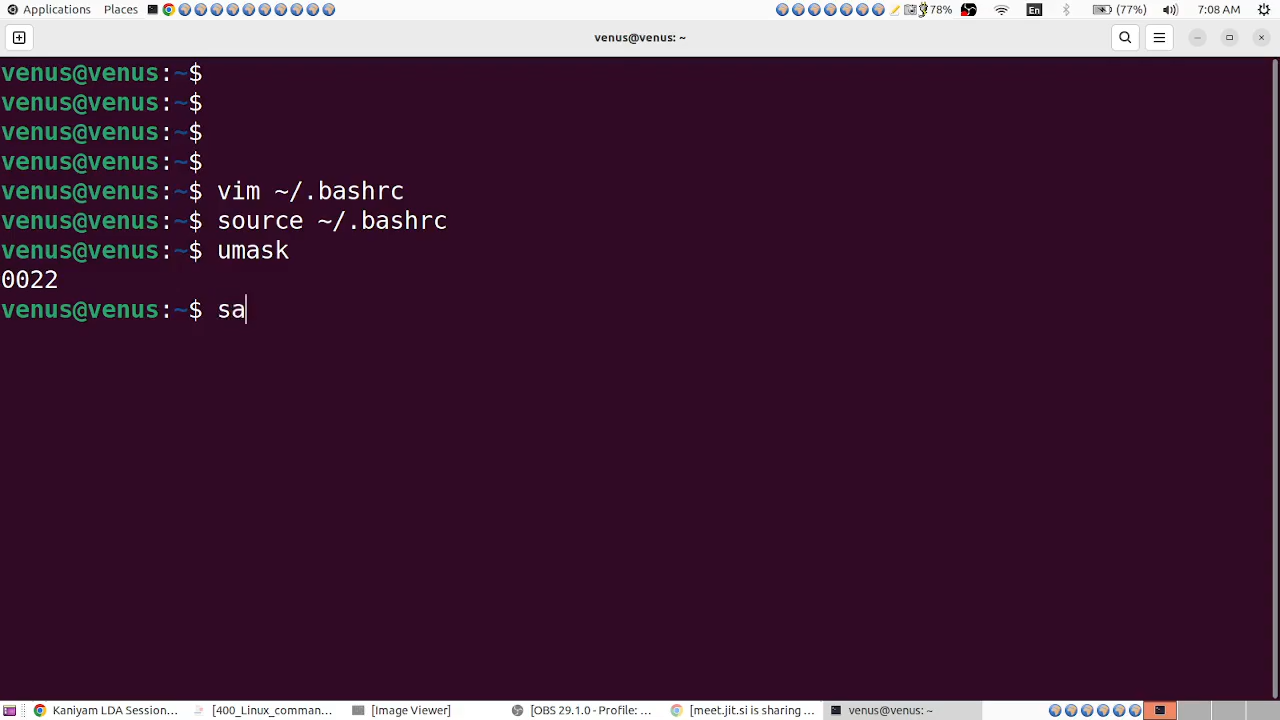 Applications Places 78% En (77%) 7:08 AM
venus@venus: ~
venus@venus:~$
venus@venus:~$
venus@venus:~$
venus@venus:~$
venus@venus:~$ vim ~/.bashrc
venus@venus:~$ source ~/.bashrc
venus@venus:~$ umask
0022
venus@venus:~$ sa
Kaniyam LDA Session... [400_Linux_comman... [Image Viewer] [OBS 29.1.0 - Profile: ... [meet.jit.si is sharing ... venus@venus: ~